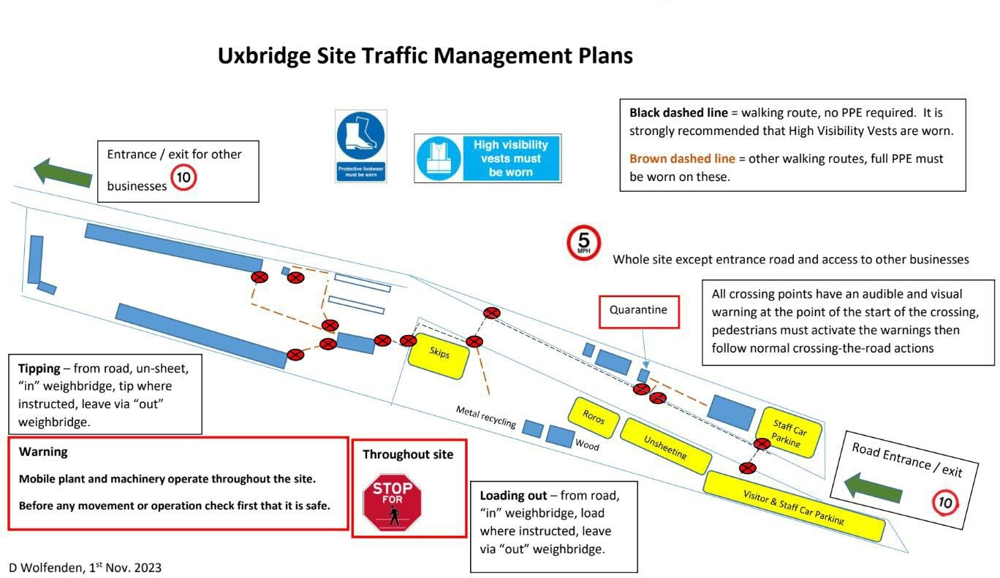 Uxbridge Site Traffic Management Plans
Black dashed line = walking route, no PPE required.  It is
strongly recommended that High Visibility Vests are worn.
Brown dashed line = other walking routes, full PPE must
be worn on these.
Protective footwear
must be worn
High visibility
vests must
be worn
Entrance / exit for other
businesses 10
5
MPH
Whole site except entrance road and access to other businesses
All crossing points have an audible and visual
warning at the point of the start of the crossing,
pedestrians must activate the warnings then
follow normal crossing-the-road actions
Quarantine
Skips
Metal recycling
Wood
Roros
Unsheeting
Staff Car
Parking
Visitor & Staff Car Parking
Road Entrance / exit
10
Tipping – from road, un-sheet,
“in” weighbridge, tip where
instructed, leave via “out”
weighbridge.
Warning
Mobile plant and machinery operate throughout the site.
Before any movement or operation check first that it is safe.
Throughout site
STOP
FOR
Loading out – from road,
“in” weighbridge, load
where instructed, leave
via “out” weighbridge.
D Wolfenden, 1st Nov. 2023